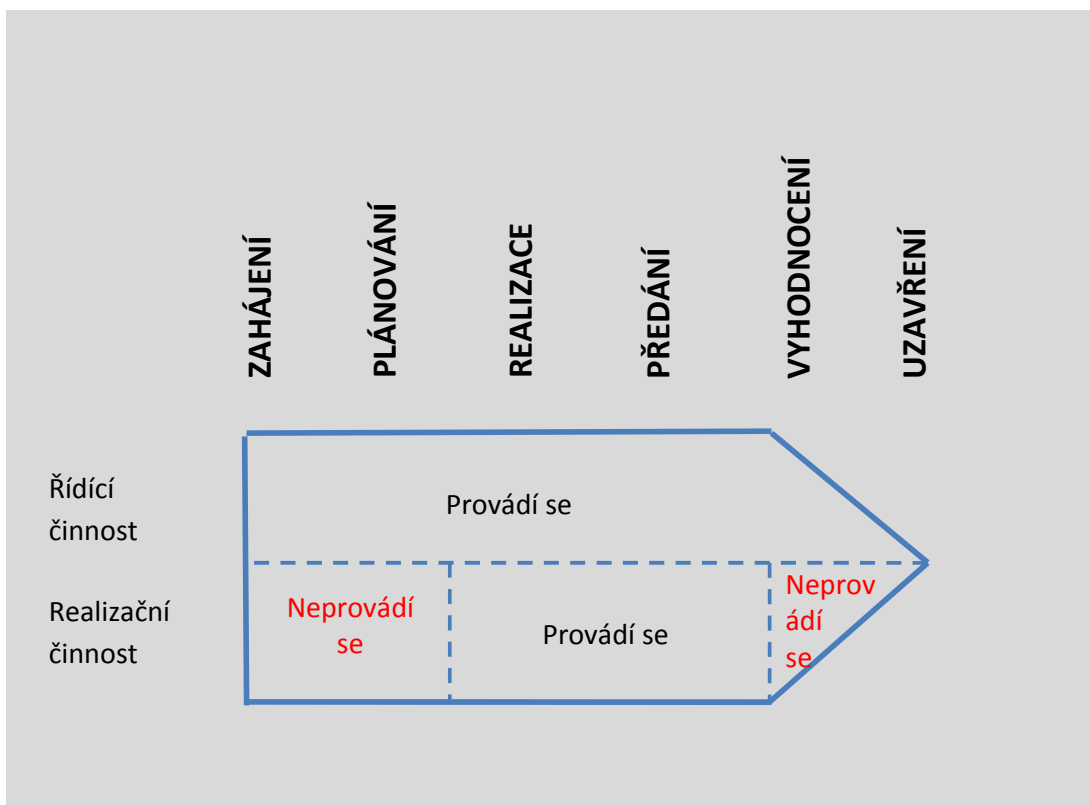 ZAHÁJENÍ
PLÁNOVÁNÍ
REALIZACE
PŘEDÁNÍ
VYHODNOCENÍ
UZAVŘENÍ
Řídící
činnost
Provádí se
Realizační
činnost
Neprovádí
se
Provádí se
Neprov
ádí
se